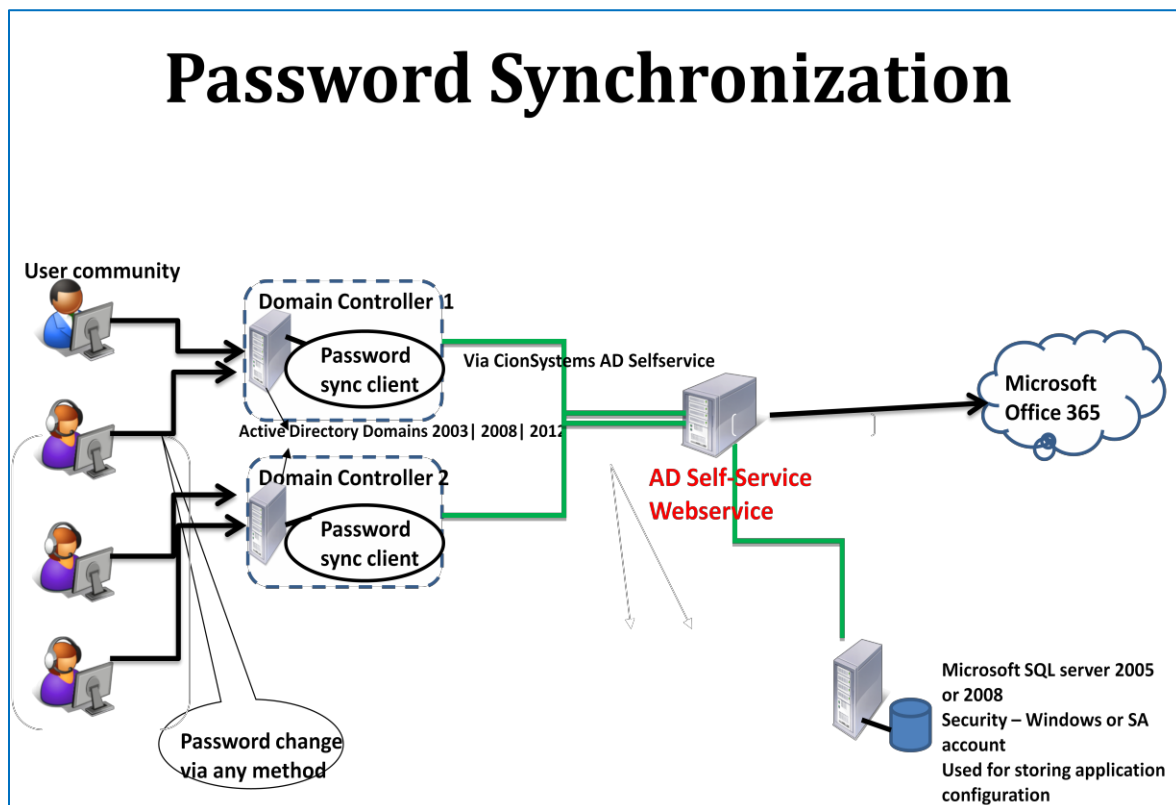 Password Synchronization
User community
Domain Controller 1
Password
sync client
Via CionSystems AD Selfservice
Active Directory Domains 2003| 2008| 2012
Microsoft
Office 365
Domain Controller 2
Password
sync client
AD Self-Service
Webservice
Password change
via any method
Microsoft SQL server 2005
or 2008
Security – Windows or SA
account
Used for storing application
configuration